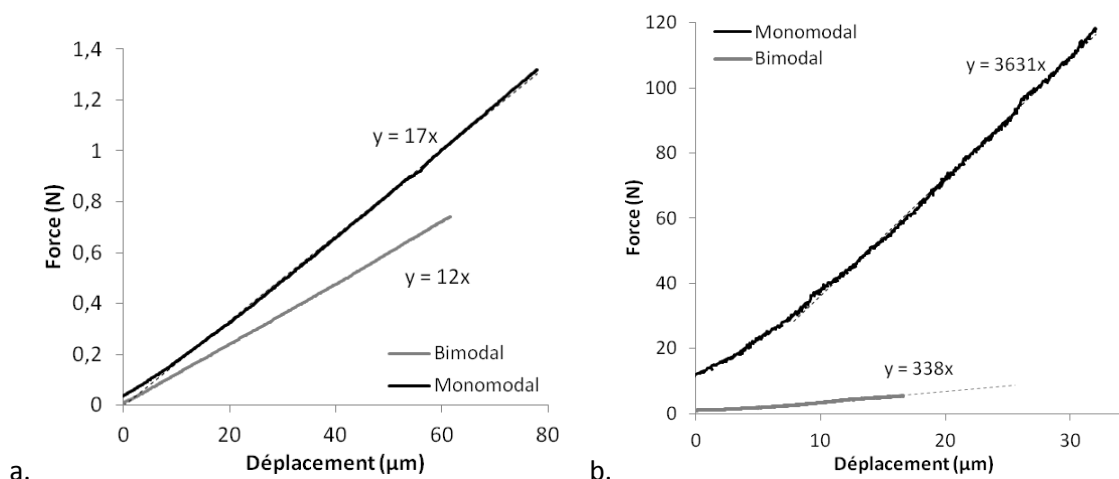 1,4
1,2
1
0,8
0,6
0,4
0,2
0
Force (N)
y = 17x
y = 12x
Bimodal
Monomodal
0 20 40 60 80
Déplacement (µm)
a.
120
100
80
60
40
20
0
Force (N)
Monomodal
Bimodal
y = 3631x
y = 338x
0 10 20 30
Déplacement (µm)
b.